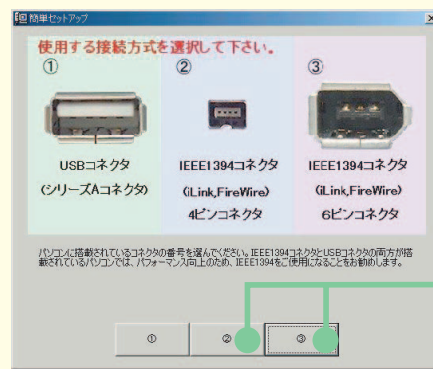 簡単セットアップ
使用する接続方式を選択して下さい。
① ② ③
USBコネクタ IEEE1394コネクタ IEEE1394コネクタ
(シリーズAコネクタ) (iLink,FireWire) (iLink,FireWire)
4ピンコネクタ 6ピンコネクタ
パソコンに搭載されているコネクタの番号を選んでください。IEEE1394コネクタとUSBコネクタの両方が搭
載されているパソコンでは、パフォーマンス向上のため、IEEE1394をご使用になることをお勧めします。
① ② ③